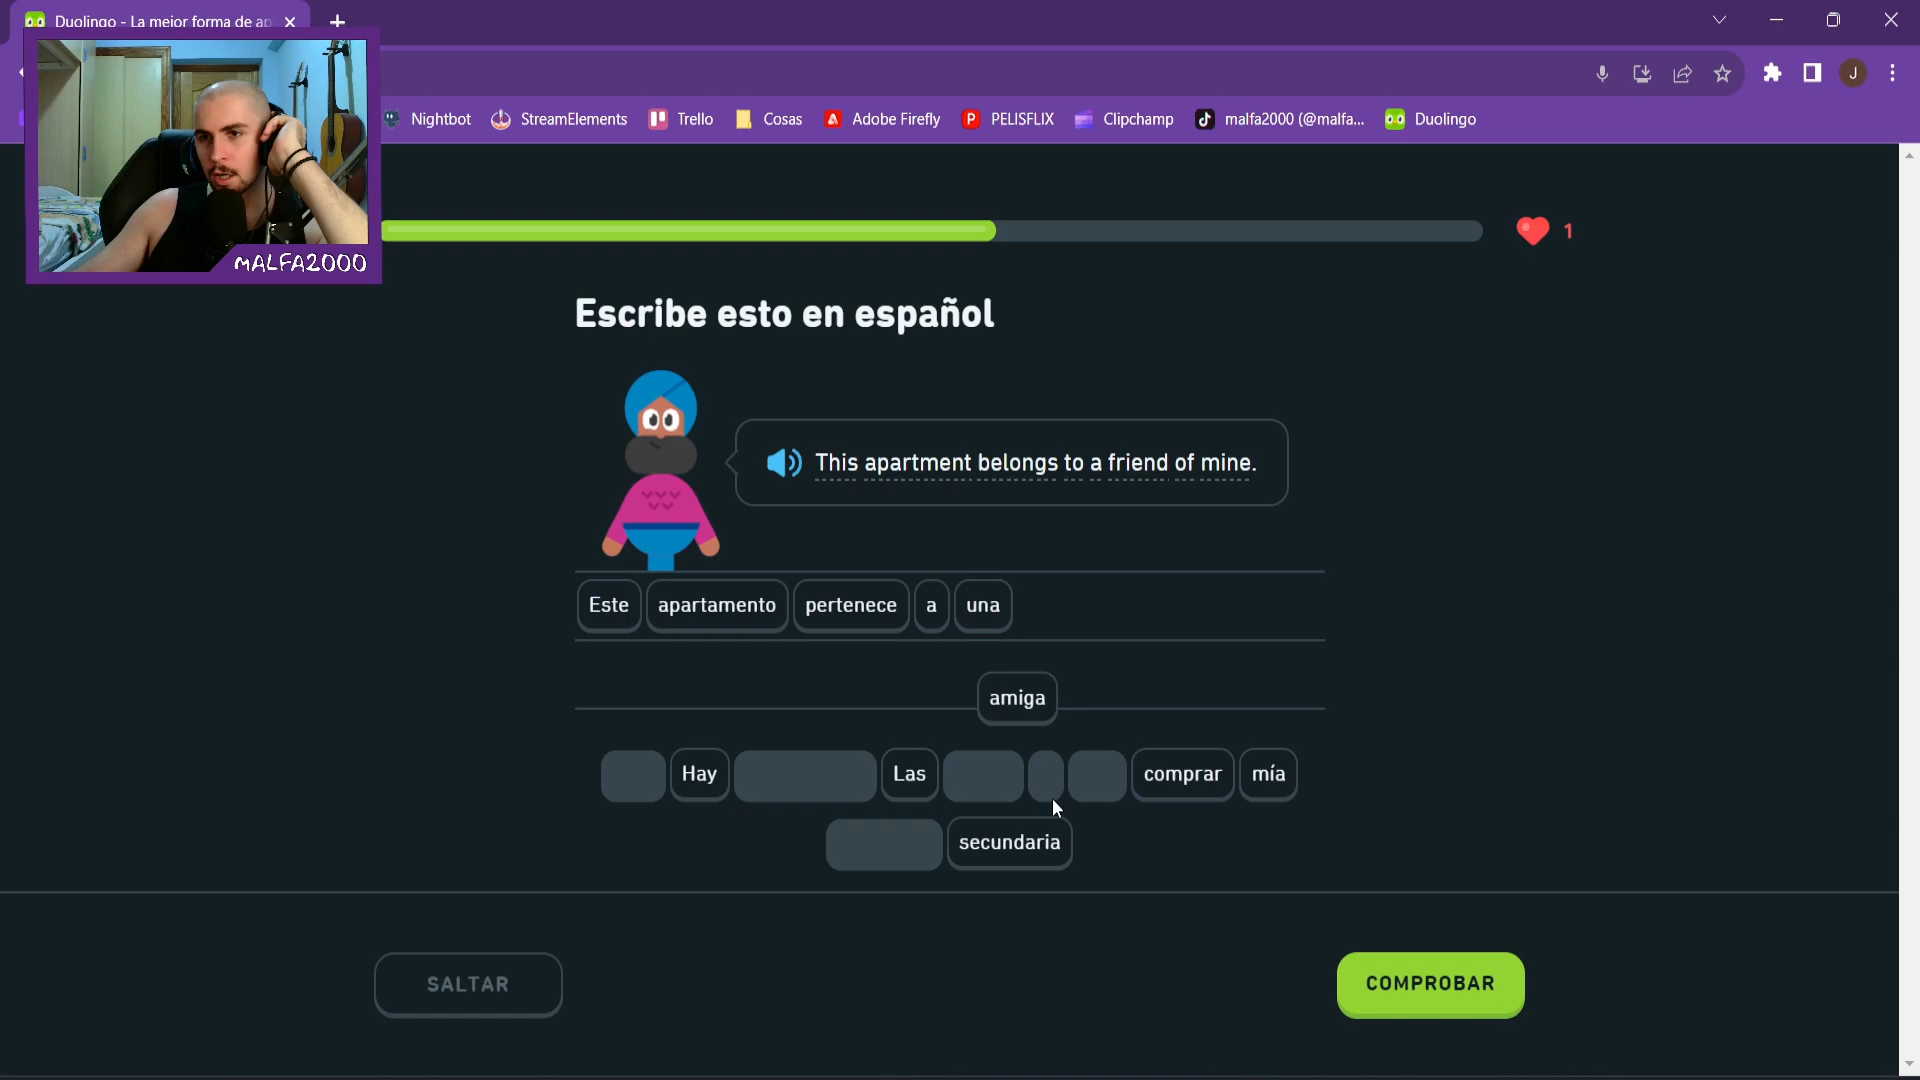 Duolingo - La mejor forma de ap
J
Nightbot
StreamElements
Trello
Cosas
Adobe Firefly
PELISFLIX
Clipchamp
malfa2000 (@malfa...
Duolingo
MALFA2000
1
Escribe esto en español
This apartment belongs to a friend of mine.
Este apartamento pertenece a una
amiga
Hay Las comprar mía
secundaria
SALTAR
COMPROBAR